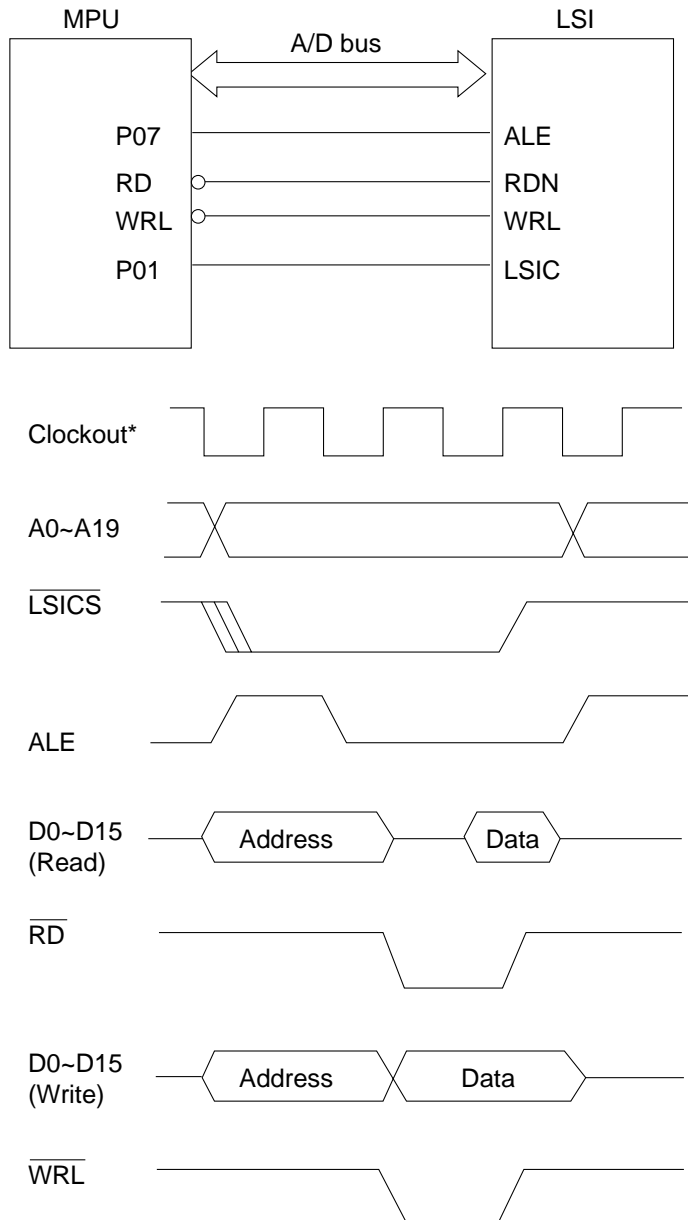 MPU
LSI
A/D bus
P07
ALE
RD
RDN
WRL
WRL
P01
LSIC
Clockout*
A0~A19
LSICS
ALE
D0~D15
(Read)
Address
Data
RD
D0~D15
(Write)
Address
Data
WRL